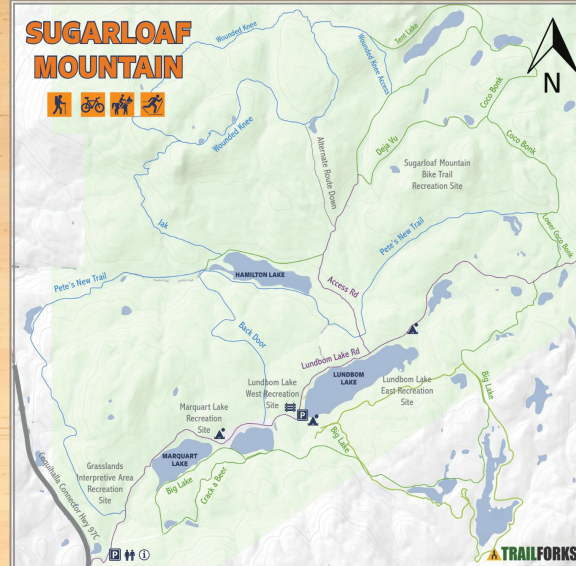 SUGARLOAF
MOUNTAIN
N
Wounded Knee
Wounded Knee Access
Tent Lake
Coco Bonk
Coco Bonk
Deja Vu
Wounded Knee
Alternate Route Down
Sugarloaf Mountain
Bike Trail
Recreation Site
Jak
Pete's New Trail
Lower Coco Bonk
HAMILTON LAKE
Pete's New Trail
Access Rd
Back Door
Lundbom Lake Rd
LUNDBOM
LAKE
Lundbom Lake
West Recreation
Site
P
Lundbom Lake
East Recreation
Site
Big Lake
Marquart Lake
Recreation
Site
Big Lake
MARQUART
LAKE
Grasslands
Interpretive Area
Recreation
Site
Coquihalla Connector Hwy 97C
Big Lake
Crack a Beer
P
i
TRAILFORKS